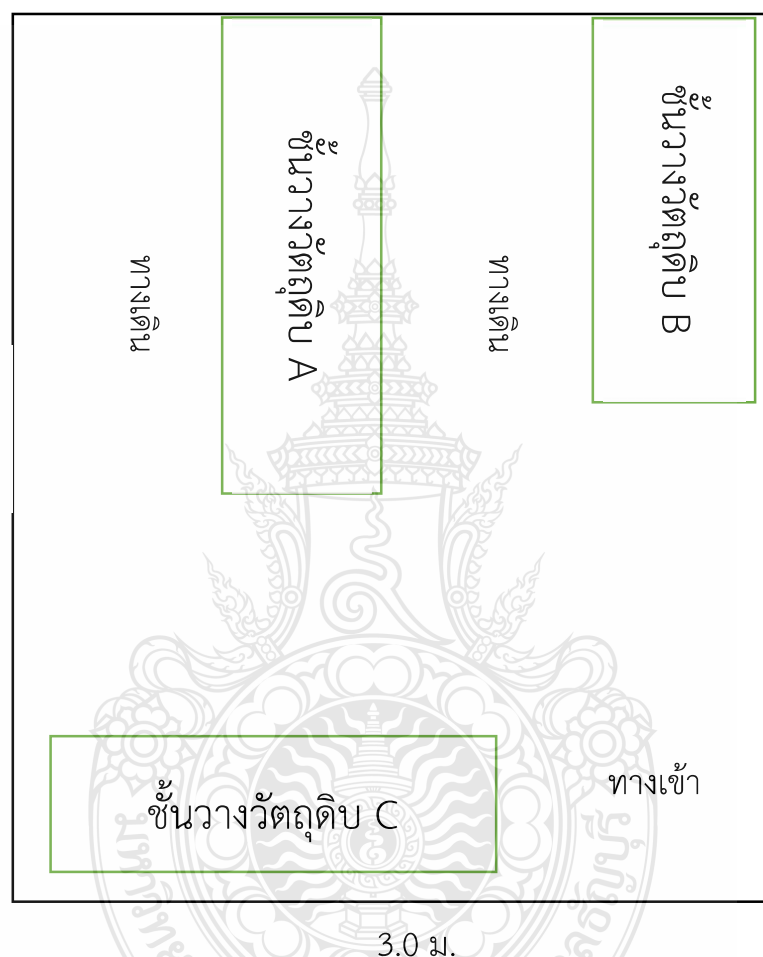 ชั้นวางวัตถุดิบ A
ชั้นวางวัตถุดิบ B
ทางเดิน
ทางเดิน
ชั้นวางวัตถุดิบ C
ทางเข้า
3.0 ม.